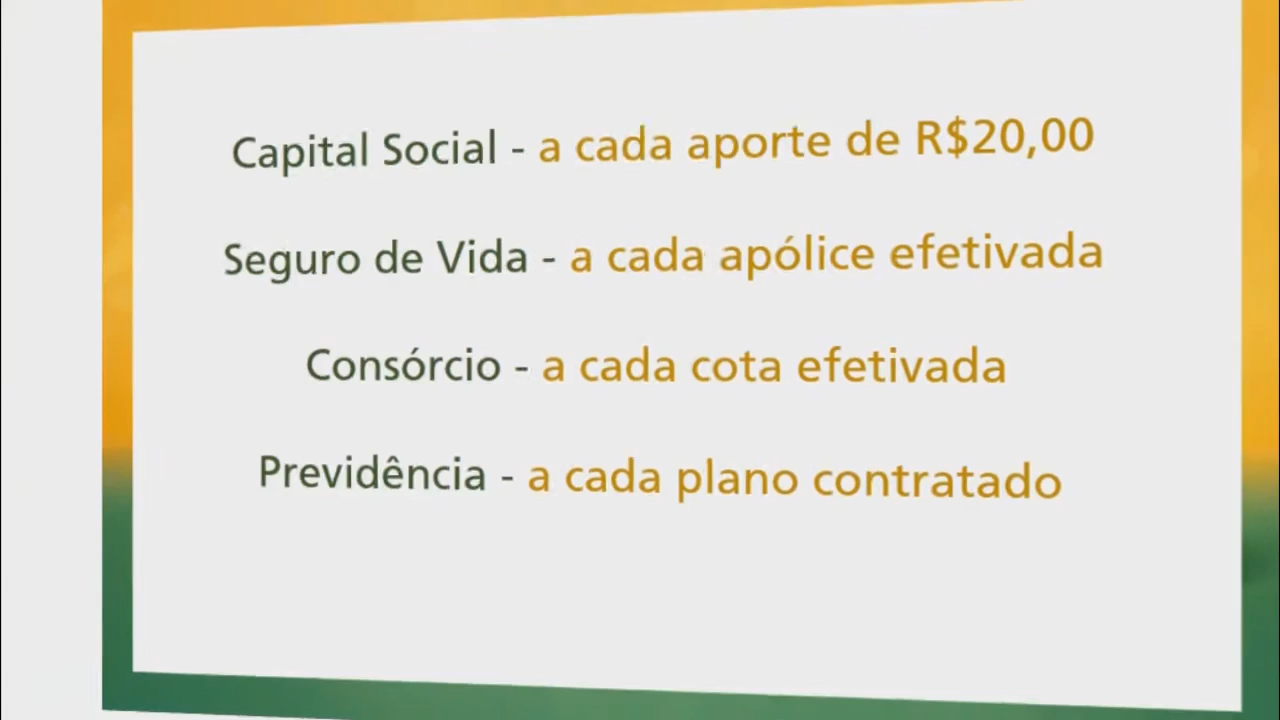 Capital Social - a cada aporte de R$20,00
Seguro de Vida - a cada apólice efetivada
Consórcio - a cada cota efetivada
Previdência - a cada plano contratado